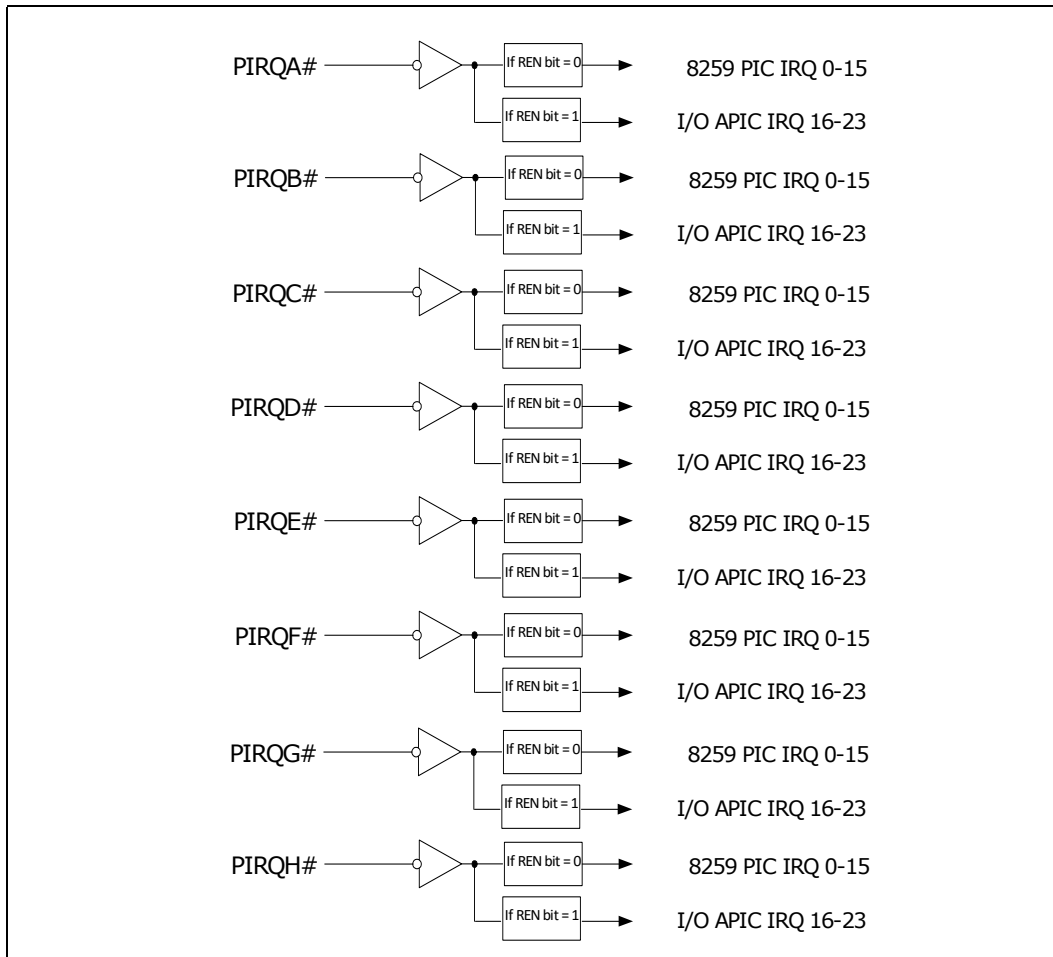 PIRQA#
If REN bit = 0
8259 PIC IRQ 0-15
If REN bit = 1
I/O APIC IRQ 16-23
PIRQB#
If REN bit = 0
8259 PIC IRQ 0-15
If REN bit = 1
I/O APIC IRQ 16-23
PIRQC#
If REN bit = 0
8259 PIC IRQ 0-15
If REN bit = 1
I/O APIC IRQ 16-23
PIRQD#
If REN bit = 0
8259 PIC IRQ 0-15
If REN bit = 1
I/O APIC IRQ 16-23
PIRQE#
If REN bit = 0
8259 PIC IRQ 0-15
If REN bit = 1
I/O APIC IRQ 16-23
PIRQF#
If REN bit = 0
8259 PIC IRQ 0-15
If REN bit = 1
I/O APIC IRQ 16-23
PIRQG#
If REN bit = 0
8259 PIC IRQ 0-15
If REN bit = 1
I/O APIC IRQ 16-23
PIRQH#
If REN bit = 0
8259 PIC IRQ 0-15
If REN bit = 1
I/O APIC IRQ 16-23